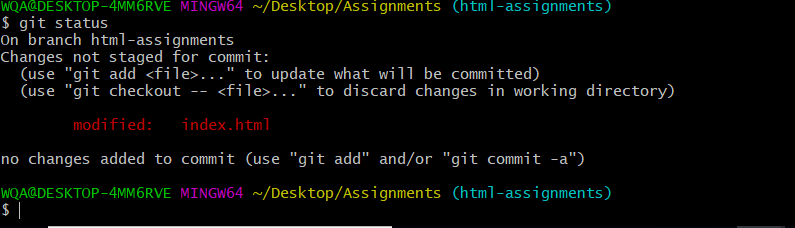 WQA@DESKTOP-4MM6RVE MINGW64 ~/Desktop/Assignments (html-assignments)
$ git status
On branch html-assignments
Changes not staged for commit:
  (use "git add <file>..." to update what will be committed)
  (use "git checkout -- <file>..." to discard changes in working directory)

        modified:   index.html

no changes added to commit (use "git add" and/or "git commit -a")

WQA@DESKTOP-4MM6RVE MINGW64 ~/Desktop/Assignments (html-assignments)
$